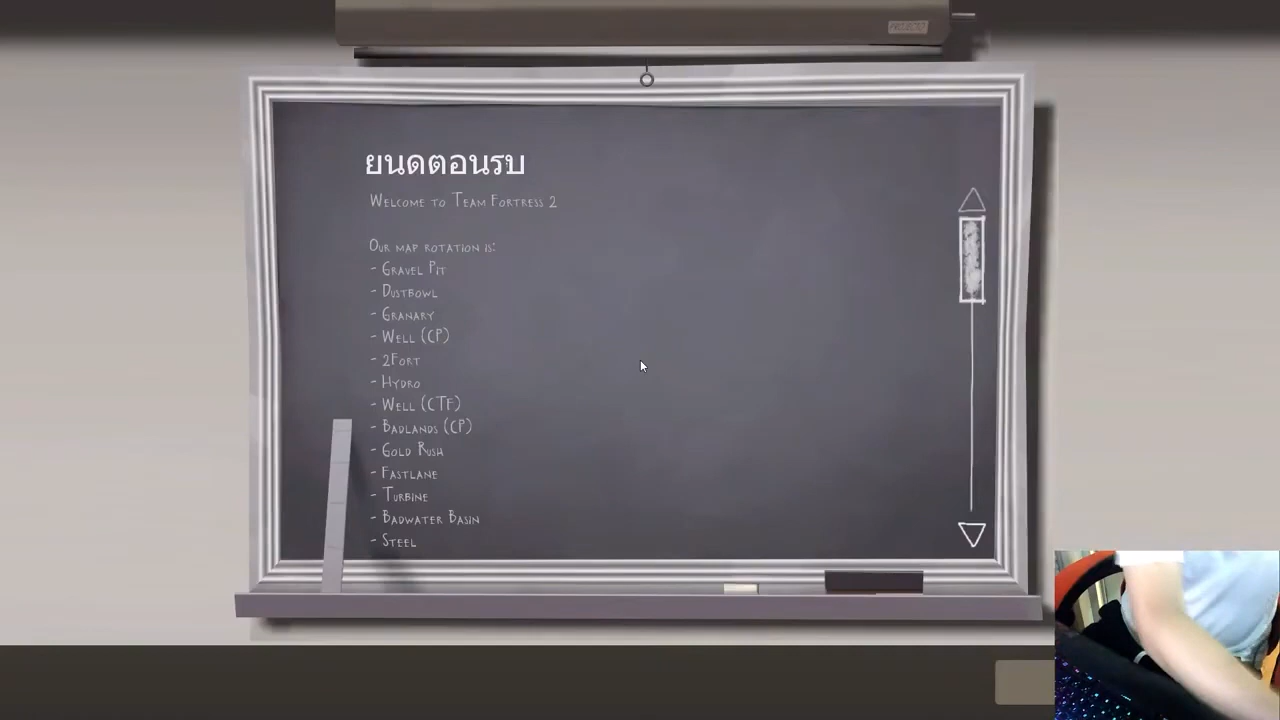 ยนดตอนรบ
Welcome to Team Fortress 2
Our map rotation is:
- Gravel Pit
- Dustbowl
- Granary
- Well (CP)
- 2Fort
- Hydro
- Well (CTF)
- Badlands (CP)
- Gold Rush
- Fastlane
- Turbine
- Badwater Basin
- Steel